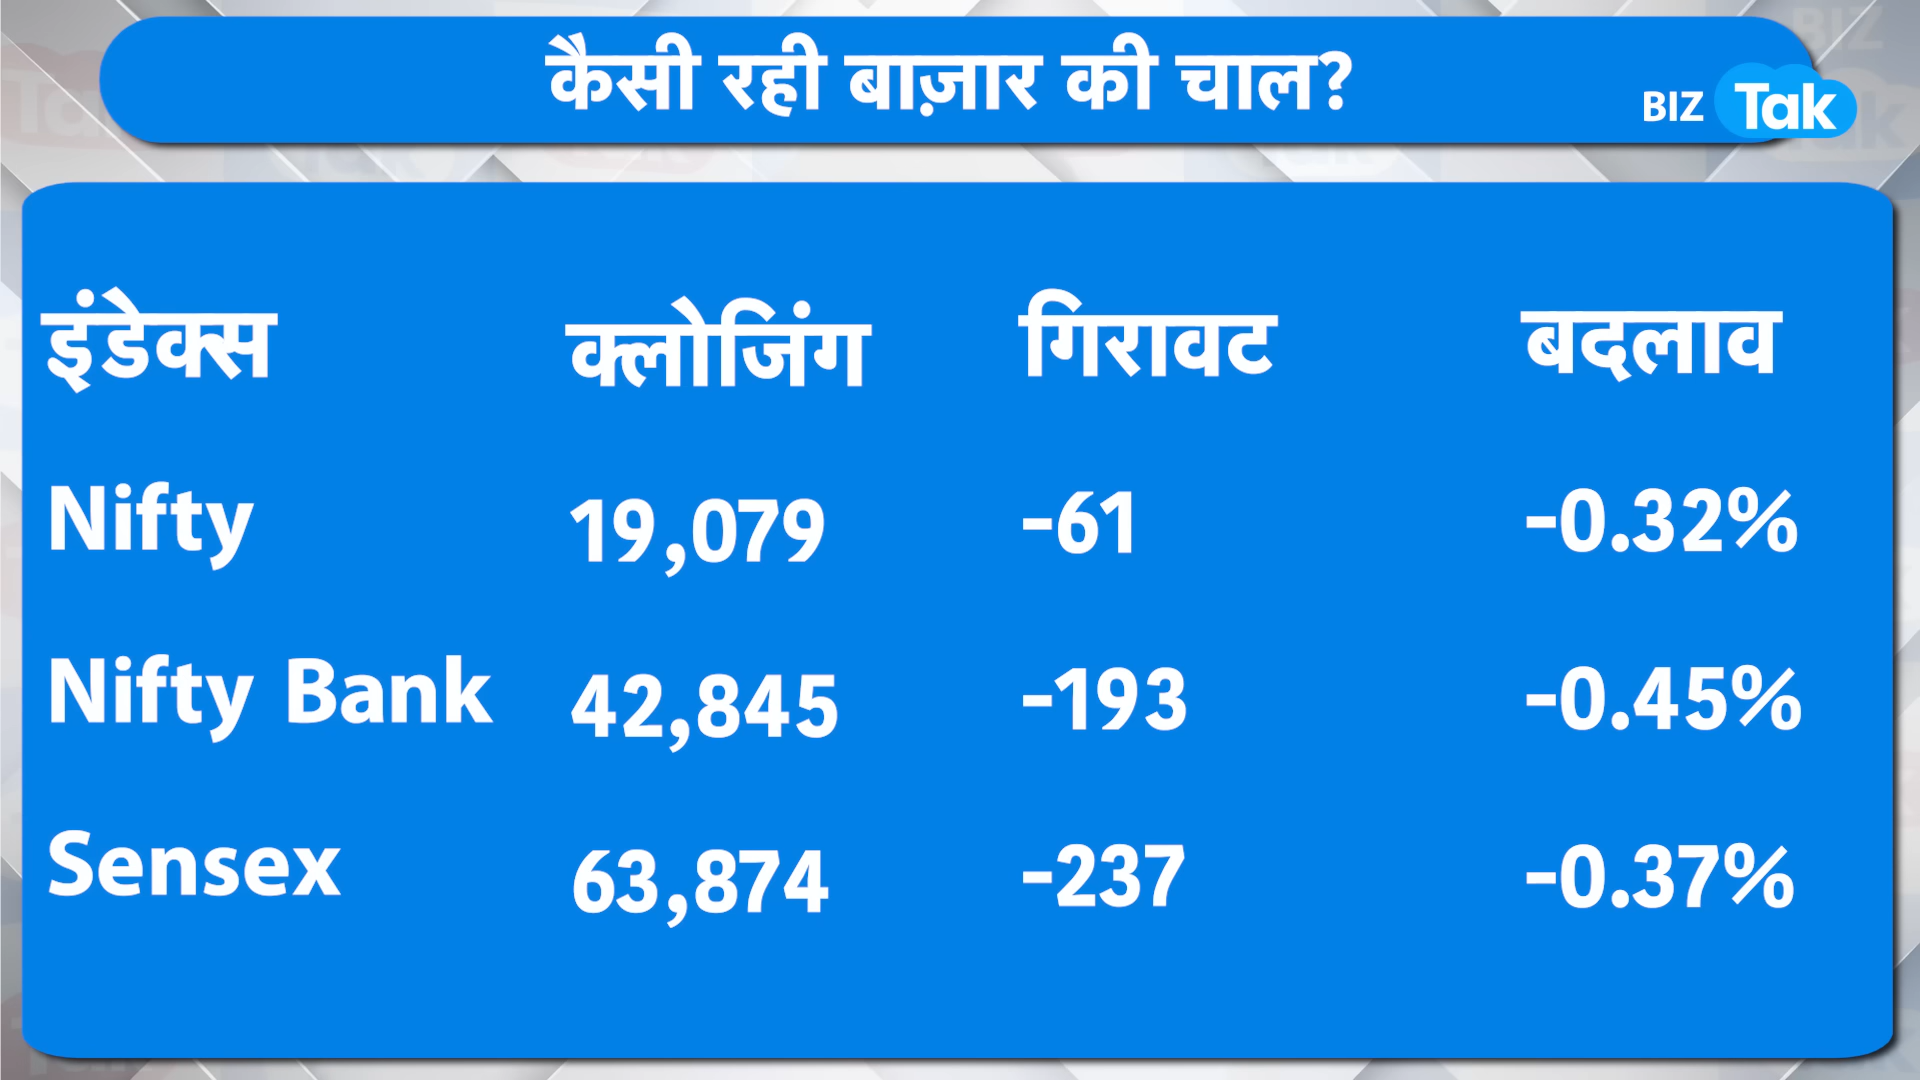 कैसी रही बाज़ार की चाल?
BIZ Tak
इंडेक्स क्लोजिंग गिरावट बदलाव
Nifty 19,079 -61 -0.32%
Nifty Bank 42,845 -193 -0.45%
Sensex 63,874 -237 -0.37%